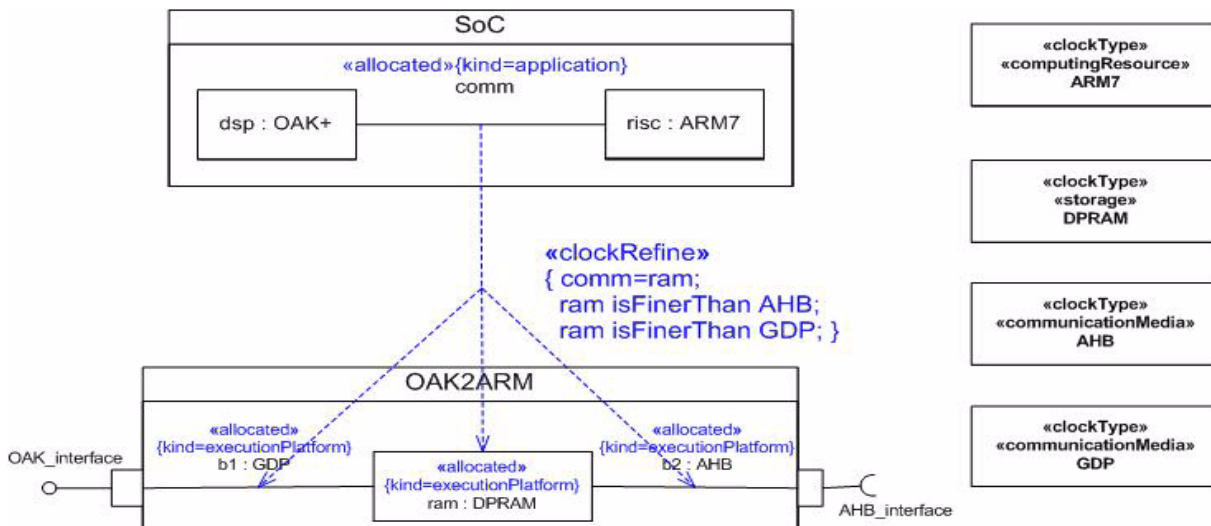 SoC
«allocated»{kind=application}
comm
dsp : OAK+
risc : ARM7
«clockRefine»
{ comm=ram;
ram isFinerThan AHB;
ram isFinerThan GDP; }
OAK2ARM
«allocated»
{kind=executionPlatform}
b1 : GDP
«allocated»
{kind=executionPlatform}
ram : DPRAM
«allocated»
{kind=executionPlatform}
b2 : AHB
OAK_interface
AHB_interface
«clockType»
«computingResource»
ARM7
«clockType»
«storage»
DPRAM
«clockType»
«communicationMedia»
AHB
«clockType»
«communicationMedia»
GDP